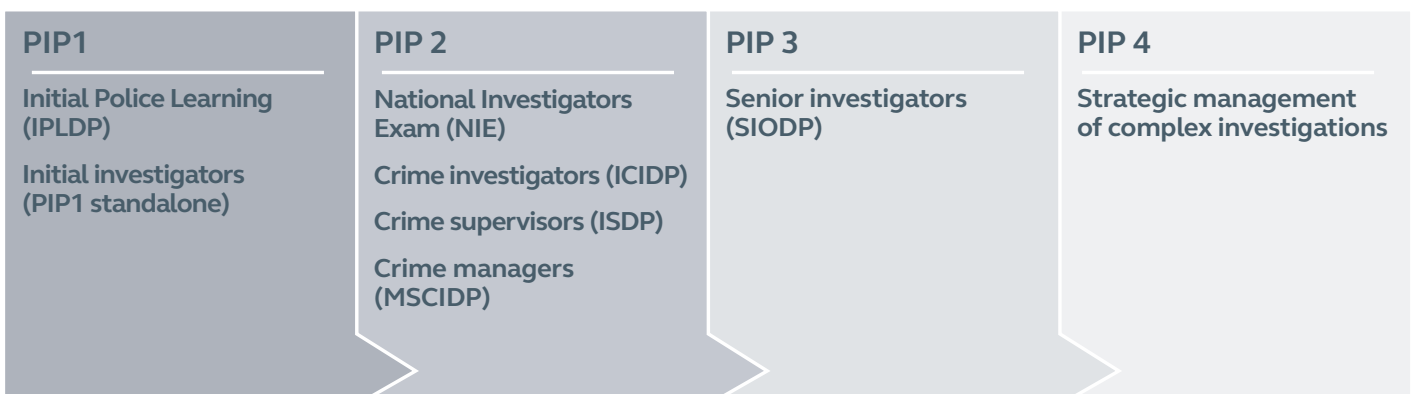 PIP1
Initial Police Learning
(IPLDP)
Initial investigators
(PIP1 standalone)
PIP 2
National Investigators
Exam (NIE)
Crime investigators (ICIDP)
Crime supervisors (ISDP)
Crime managers
(MSCIDP)
PIP 3
Senior investigators
(SIODP)
PIP 4
Strategic management
of complex investigations